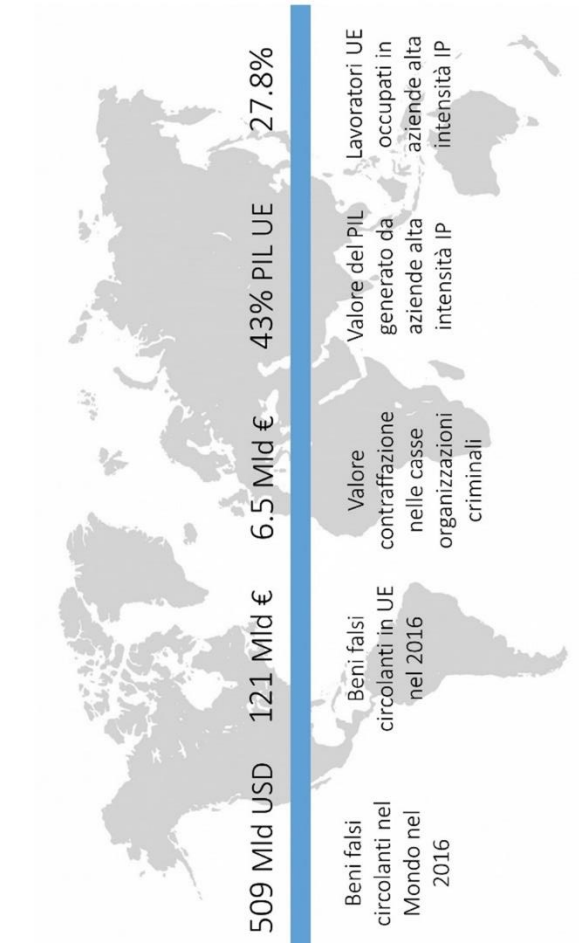 509 Mld USD
121 Mld €
6.5 Mld €
43% PIL UE
27.8%
Beni falsi
circolanti nel
Mondo nel
2016
Beni falsi
circolanti in UE
nel 2016
Valore
contraffazione
nelle casse
organizzazioni
criminali
Valore del PIL
generato da
aziende alta
intensità IP
Lavoratori UE
occupati in
aziende alta
intensità IP